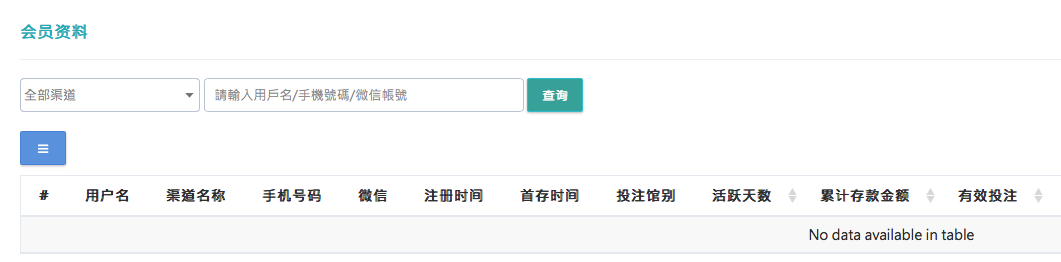 会员资料
全部渠道 請輸入用戶名/手機號碼/微信帳號 查询
# 用户名 渠道名称 手机号码 微信 注册时间 首存时间 投注馆别 活跃天数 累计存款金额 有效投注
No data available in table